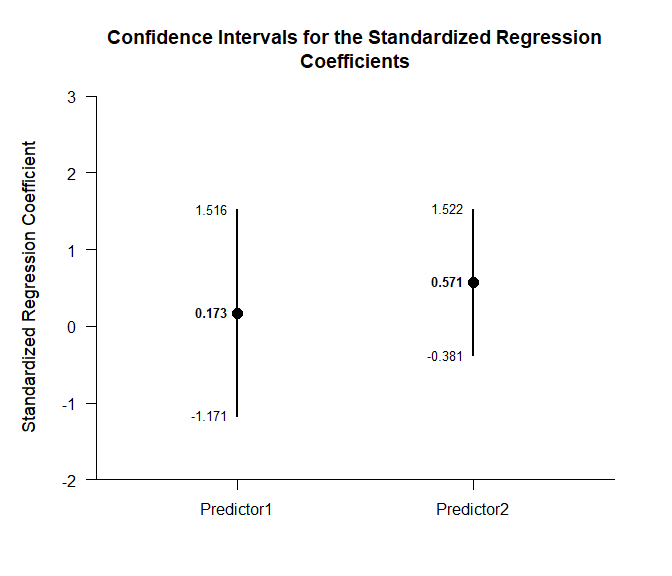 Confidence Intervals for the Standardized Regression
Coefficients
Standardized Regression Coefficient
3
2
1
0
-1
-2
1.516
0.173
-1.171
1.522
0.571
-0.381
Predictor1
Predictor2